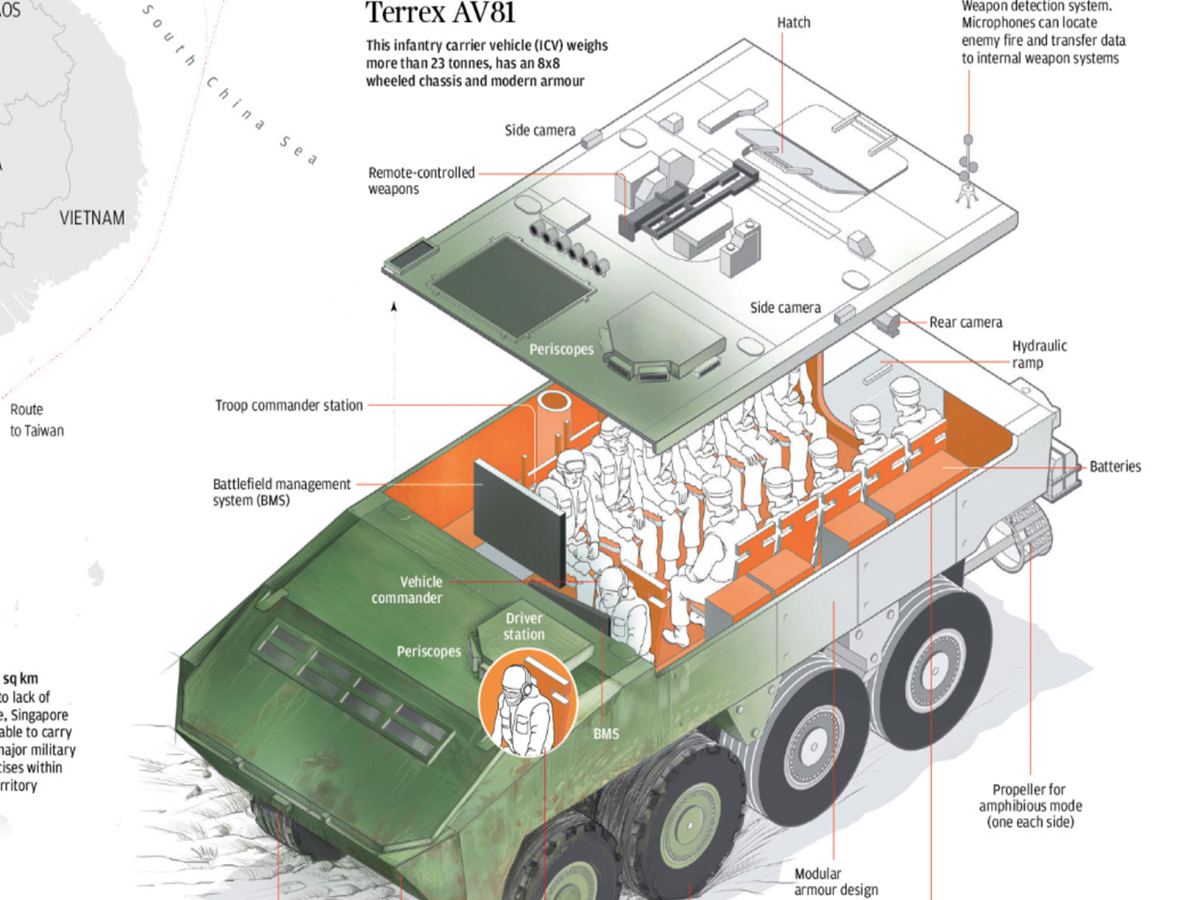 South China Sea
VIETNAM
Route
to Taiwan
sq km
to lack of
Singapore
able to carry
major military
within
Terrex AV81
This infantry carrier vehicle (ICV) weighs
more than 23 tonnes, has an 8x8
wheeled chassis and modern armour
Hatch
Weapon detection system.
Microphones can locate
enemy fire and transfer data
to internal weapon systems
Side camera
Remote-controlled
weapons
Side camera
Rear camera
Periscopes
Hydraulic
ramp
Troop commander station
Battlefield management
system (BMS)
Batteries
Vehicle
commander
Driver
station
Periscopes
BMS
Propeller for
amphibious mode
(one each side)
Modular
armour design